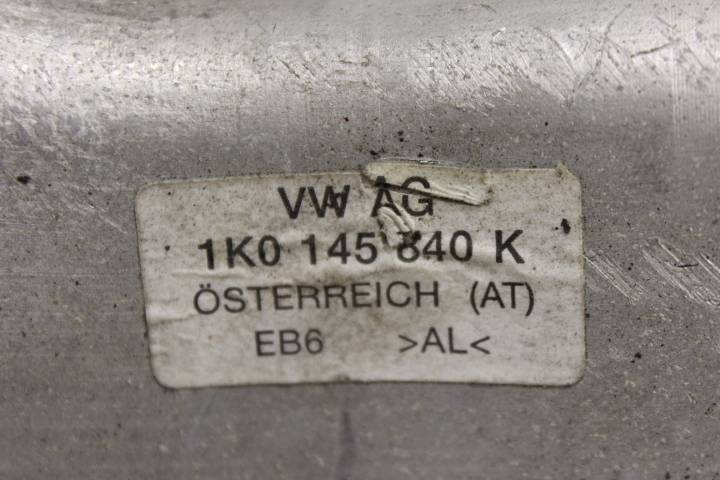 VW AG
1K0 145 840 K
ÖSTERREICH (AT)
EB6 >AL<